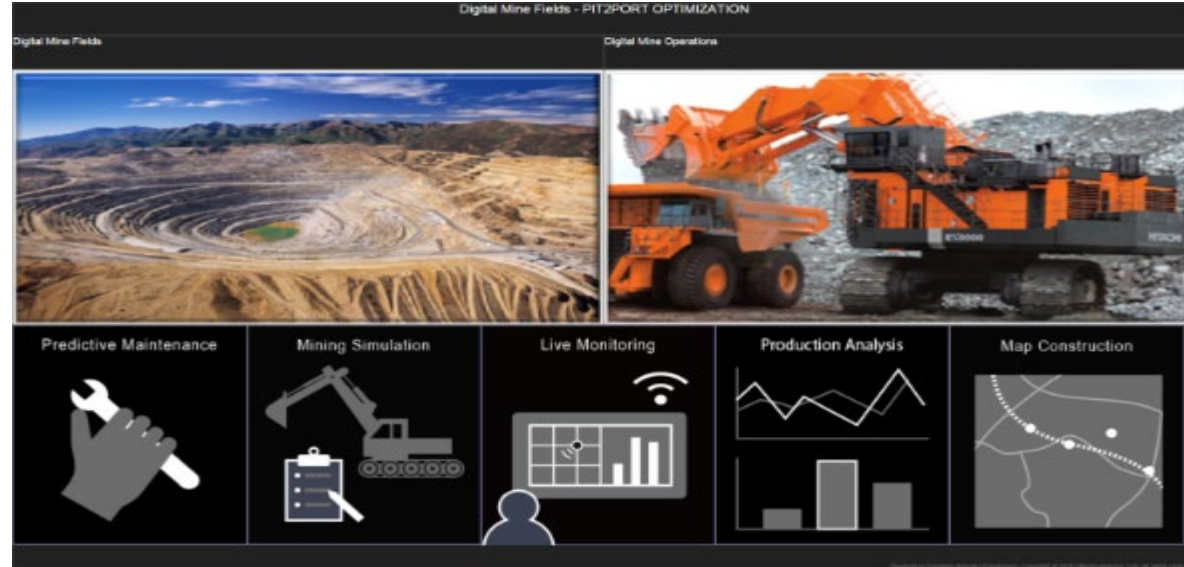 Digital Mine Fields - PIT2PORT OPTIMIZATION
Digital Mine Fields
Digital Mine Operations
HITACHI
Predictive Maintenance
Mining Simulation
Live Monitoring
Production Analysis
Map Construction